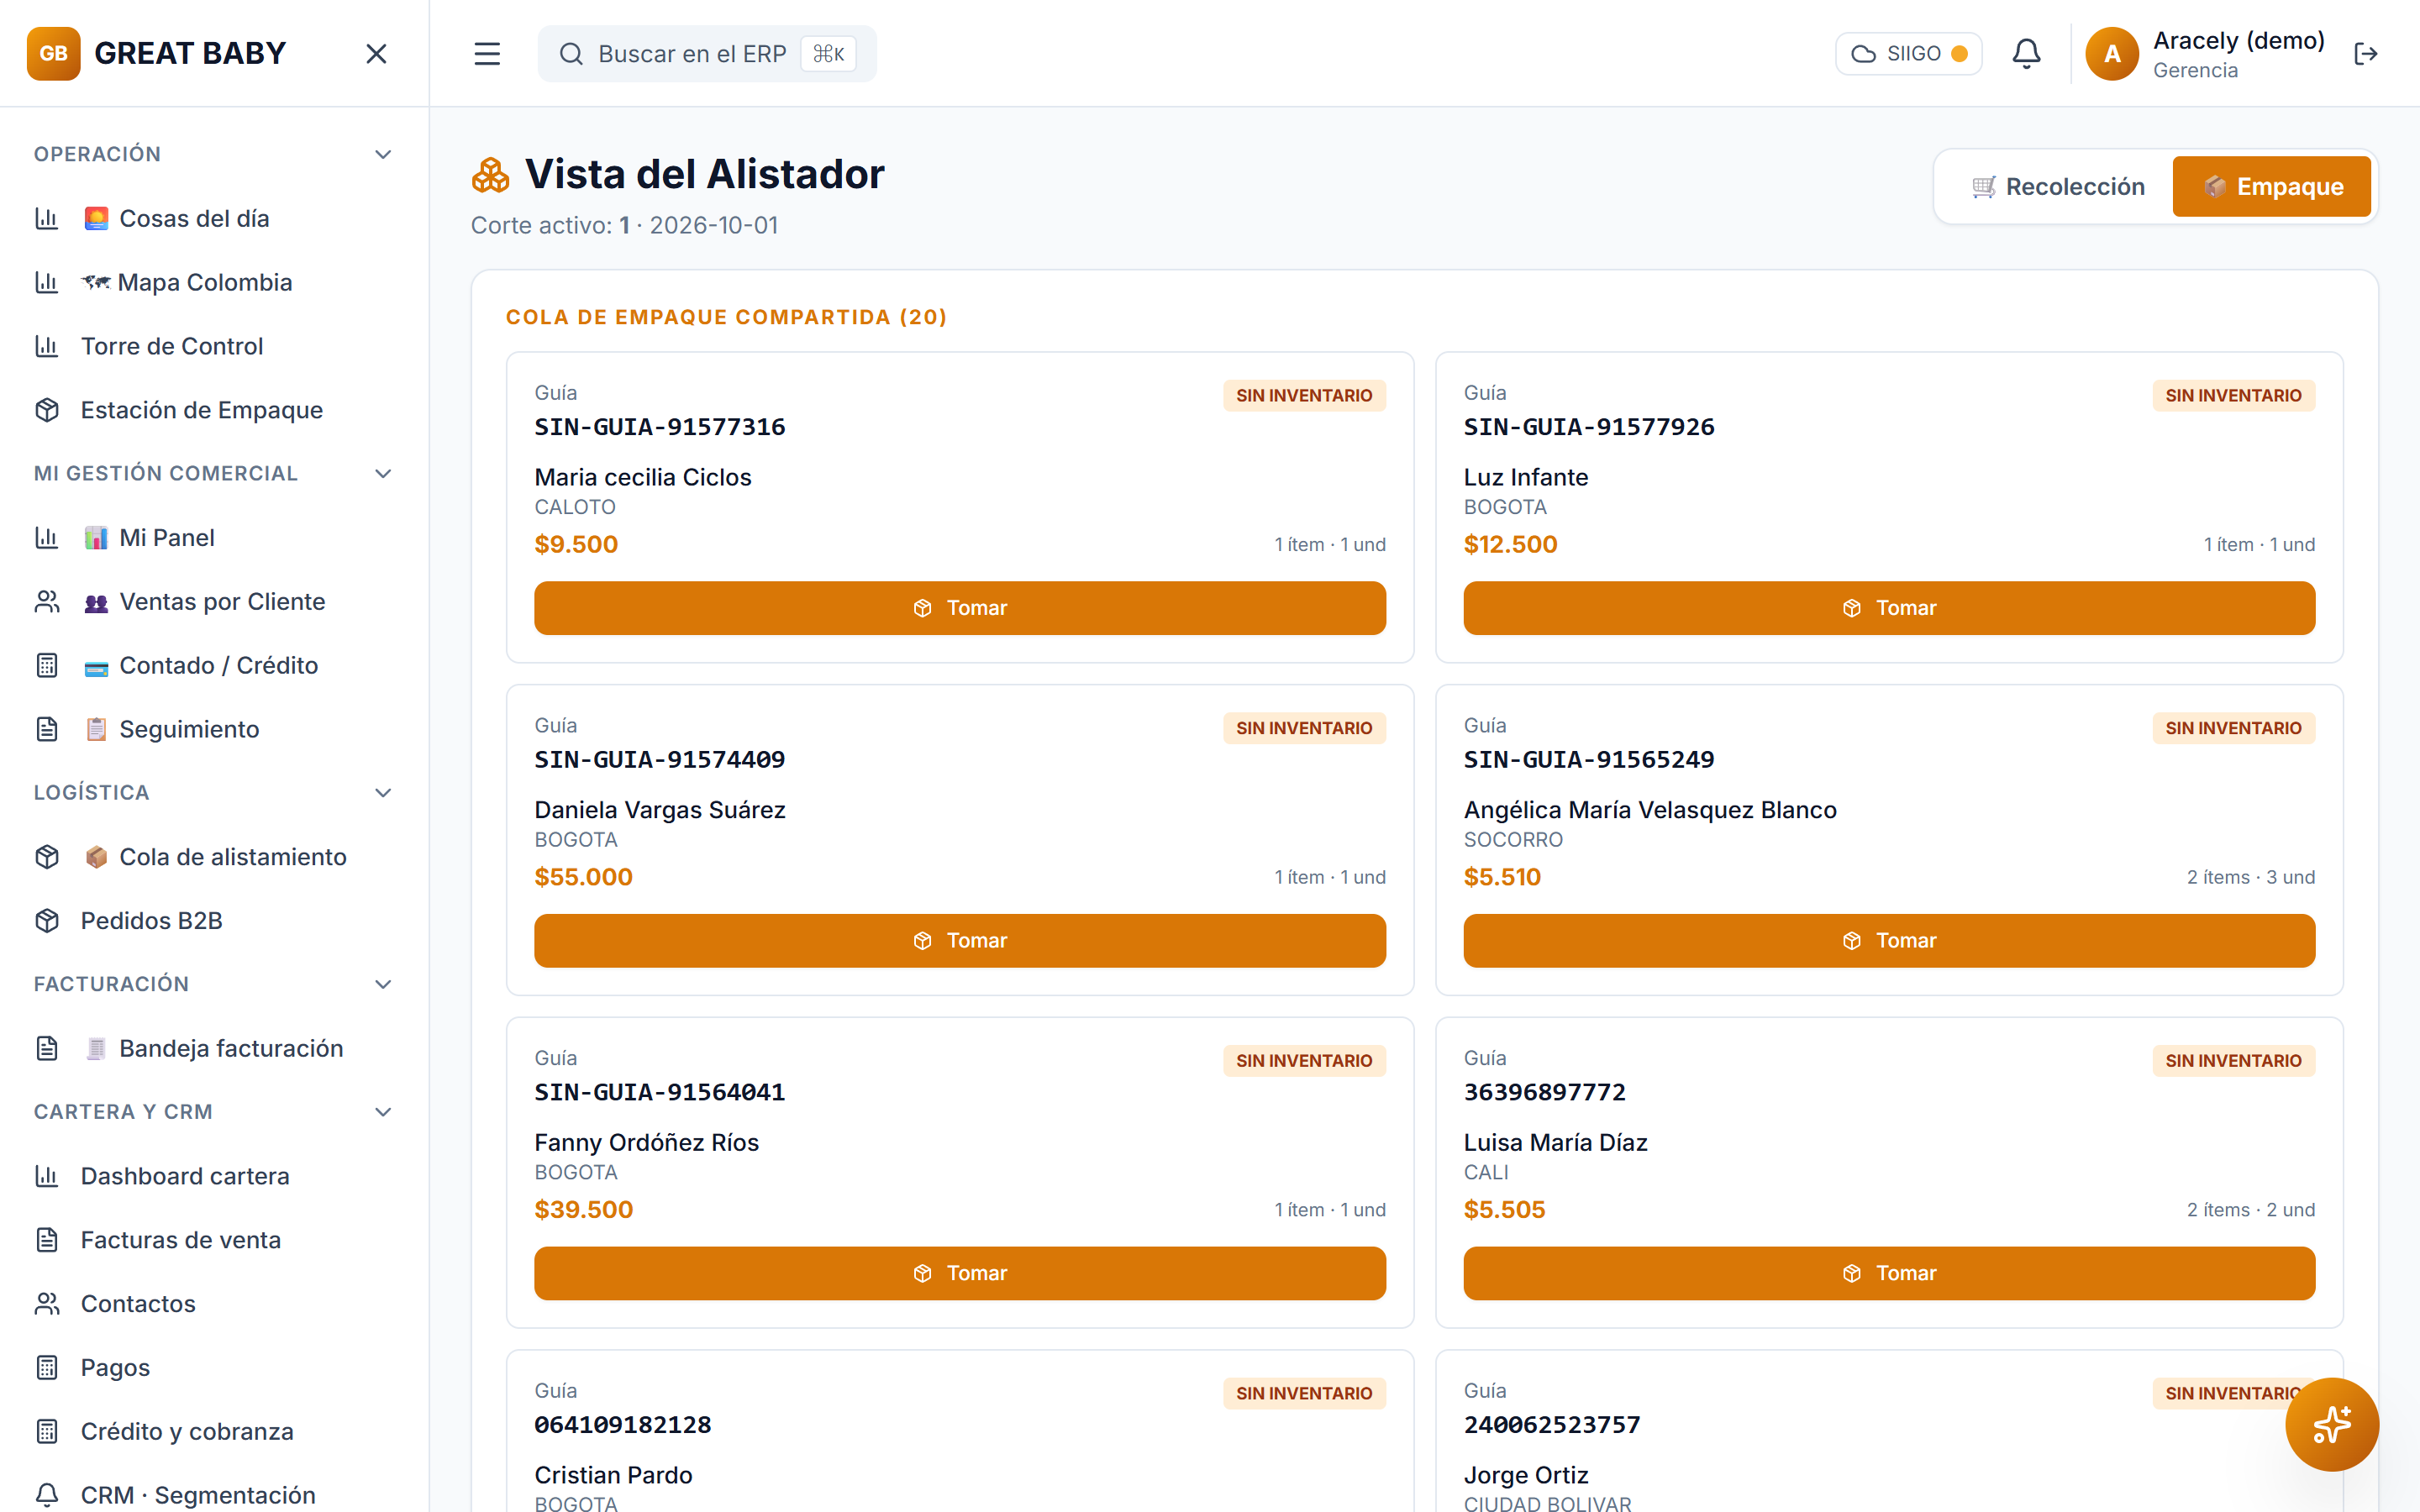 GB GREAT BABY
Buscar en el ERP ⌘K
SIIGO
A
Aracely (demo)
Gerencia
OPERACIÓN
Cosas del día
Mapa Colombia
Torre de Control
Estación de Empaque
MI GESTIÓN COMERCIAL
Mi Panel
Ventas por Cliente
Contado / Crédito
Seguimiento
LOGÍSTICA
Cola de alistamiento
Pedidos B2B
FACTURACIÓN
Bandeja facturación
CARTERA Y CRM
Dashboard cartera
Facturas de venta
Contactos
Pagos
Crédito y cobranza
CRM · Segmentación
Vista del Alistador
Corte activo: 1 · 2026-10-01
Recolección
Empaque
COLA DE EMPAQUE COMPARTIDA (20)
Guía
SIN INVENTARIO
SIN-GUIA-91577316
Maria cecilia Ciclos
CALOTO
$9.500
1 ítem · 1 und
Tomar
Guía
SIN INVENTARIO
SIN-GUIA-91577926
Luz Infante
BOGOTA
$12.500
1 ítem · 1 und
Tomar
Guía
SIN INVENTARIO
SIN-GUIA-91574409
Daniela Vargas Suárez
BOGOTA
$55.000
1 ítem · 1 und
Tomar
Guía
SIN INVENTARIO
SIN-GUIA-91565249
Angélica María Velasquez Blanco
SOCORRO
$5.510
2 ítems · 3 und
Tomar
Guía
SIN INVENTARIO
SIN-GUIA-91564041
Fanny Ordóñez Ríos
BOGOTA
$39.500
1 ítem · 1 und
Tomar
Guía
SIN INVENTARIO
36396897772
Luisa María Díaz
CALI
$5.505
2 ítems · 2 und
Tomar
Guía
SIN INVENTARIO
064109182128
Cristian Pardo
BOGOTA
Guía
SIN INVENTARIO
240062523757
Jorge Ortiz
CIUDAD BOLIVAR